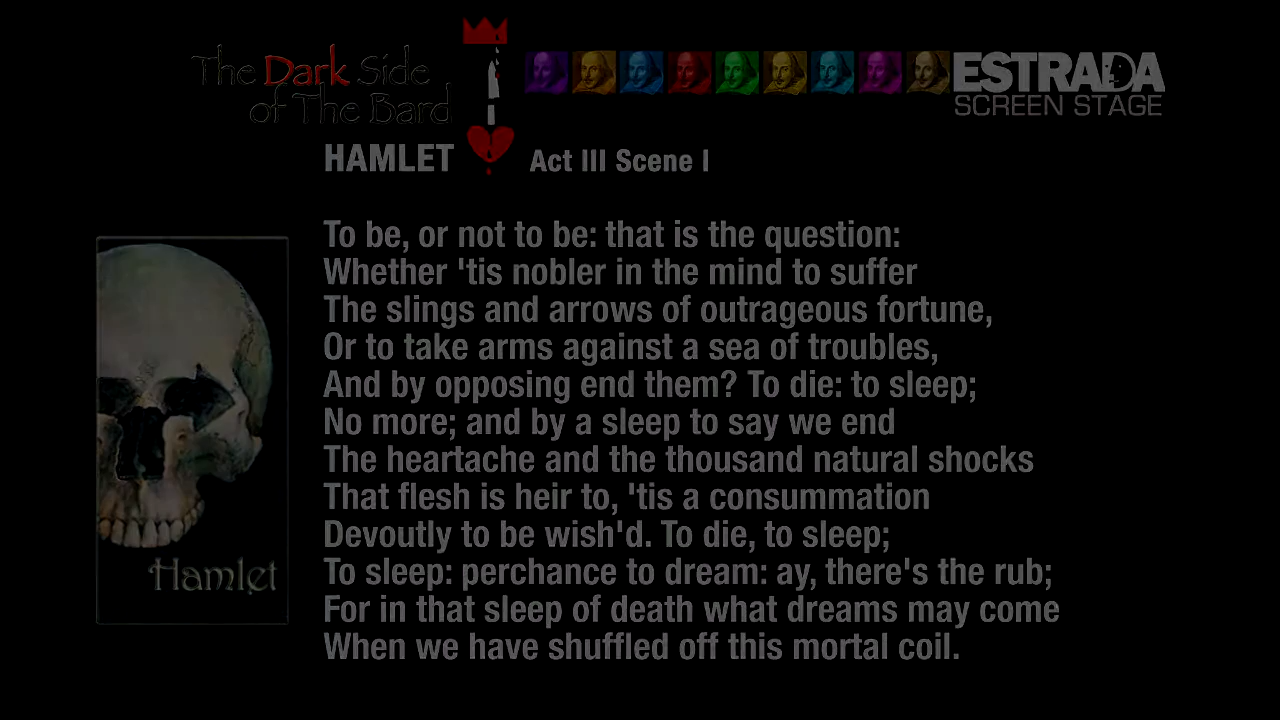 The Dark Side
of The Bard
ESTRADA
SCREEN STAGE
HAMLET Act III Scene I
To be, or not to be: that is the question:
Whether 'tis nobler in the mind to suffer
The slings and arrows of outrageous fortune,
Or to take arms against a sea of troubles,
And by opposing end them? To die: to sleep;
No more; and by a sleep to say we end
The heartache and the thousand natural shocks
That flesh is heir to, 'tis a consummation
Devoutly to be wish'd. To die, to sleep;
To sleep: perchance to dream: ay, there's the rub;
For in that sleep of death what dreams may come
When we have shuffled off this mortal coil.
Hamlet